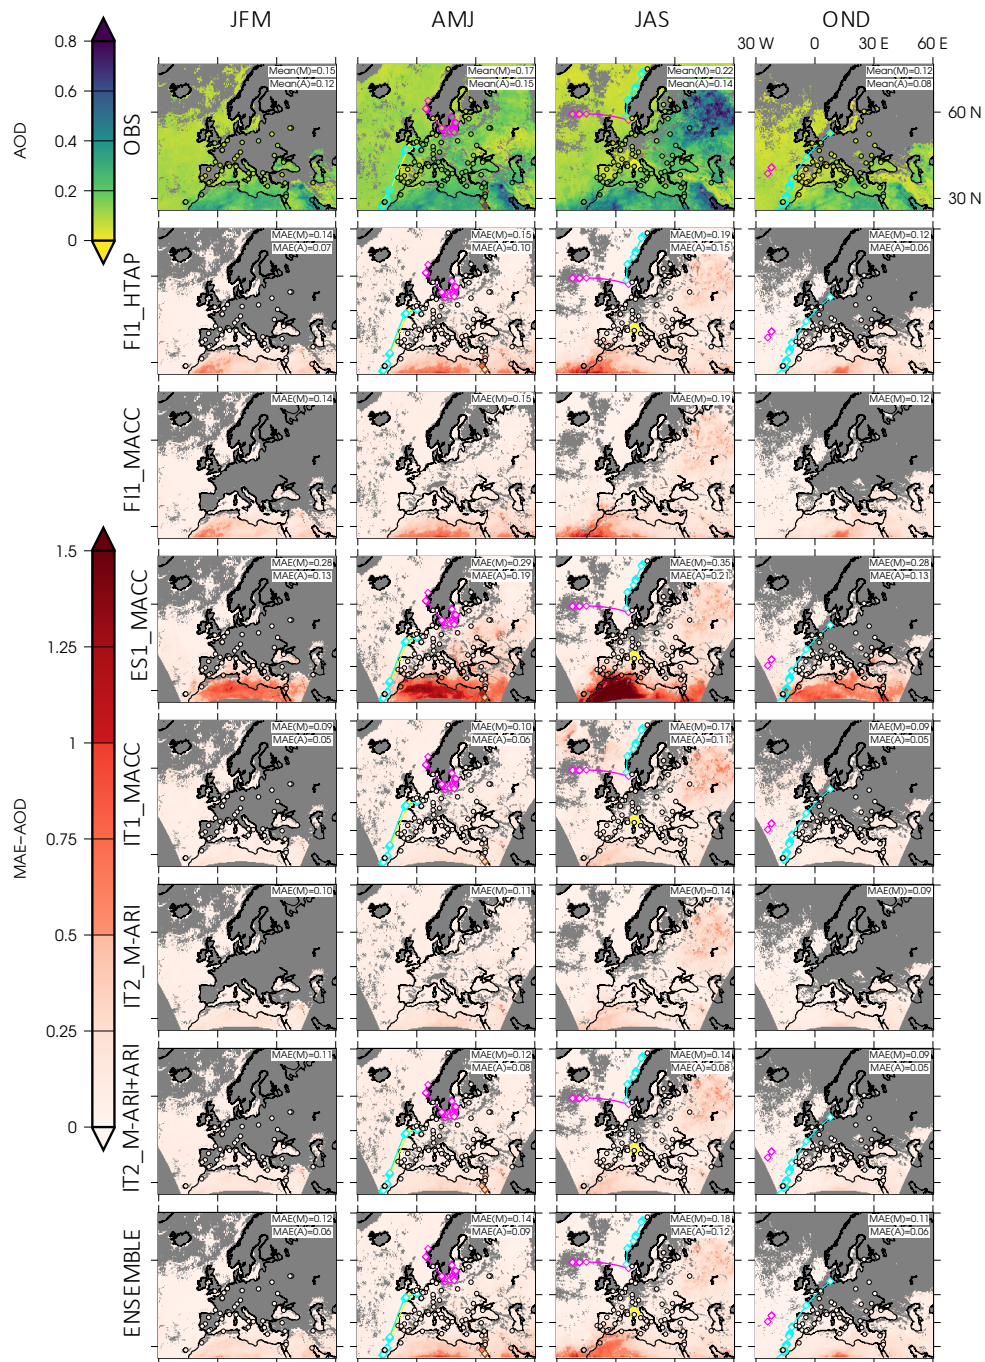 JFM AMJ JAS OND
30 W 0 30 E 60 E
0.8
0.6
0.4
0.2
0
AOD
OBS
Mean(M)=0.15 Mean(M)=0.17 Mean(M)=0.22 Mean(M)=0.12
Mean(A)=0.12 Mean(A)=0.15 Mean(A)=0.14 Mean(A)=0.08
60 N
30 N
FI1_HTAP
MAE(M)=0.14 MAE(M)=0.15 MAE(M)=0.19 MAE(M)=0.12
MAE(A)=0.07 MAE(A)=0.10 MAE(A)=0.15 MAE(A)=0.06
FI1_MACC
MAE(M)=0.14 MAE(M)=0.15 MAE(M)=0.19 MAE(M)=0.12
1.5
1.25
1
0.75
0.5
0.25
0
MAE-AOD
ES1_MACC
MAE(M)=0.28 MAE(M)=0.29 MAE(M)=0.35 MAE(M)=0.28
MAE(A)=0.13 MAE(A)=0.19 MAE(A)=0.21 MAE(A)=0.13
IT1_MACC
MAE(M)=0.09 MAE(M)=0.10 MAE(M)=0.17 MAE(M)=0.09
MAE(A)=0.05 MAE(A)=0.06 MAE(A)=0.11 MAE(A)=0.05
IT2_M-ARI
MAE(M)=0.10 MAE(M)=0.11 MAE(M)=0.14 MAE(M))=0.09
IT2_M-ARI+ARI
MAE(M)=0.11 MAE(M)=0.12 MAE(M)=0.14 MAE(M)=0.09
MAE(A)=0.08 MAE(A)=0.08 MAE(A)=0.05
ENSEMBLE
MAE(M)=0.12 MAE(M)=0.14 MAE(M)=0.18 MAE(M)=0.11
MAE(A)=0.06 MAE(A)=0.09 MAE(A)=0.12 MAE(A)=0.06